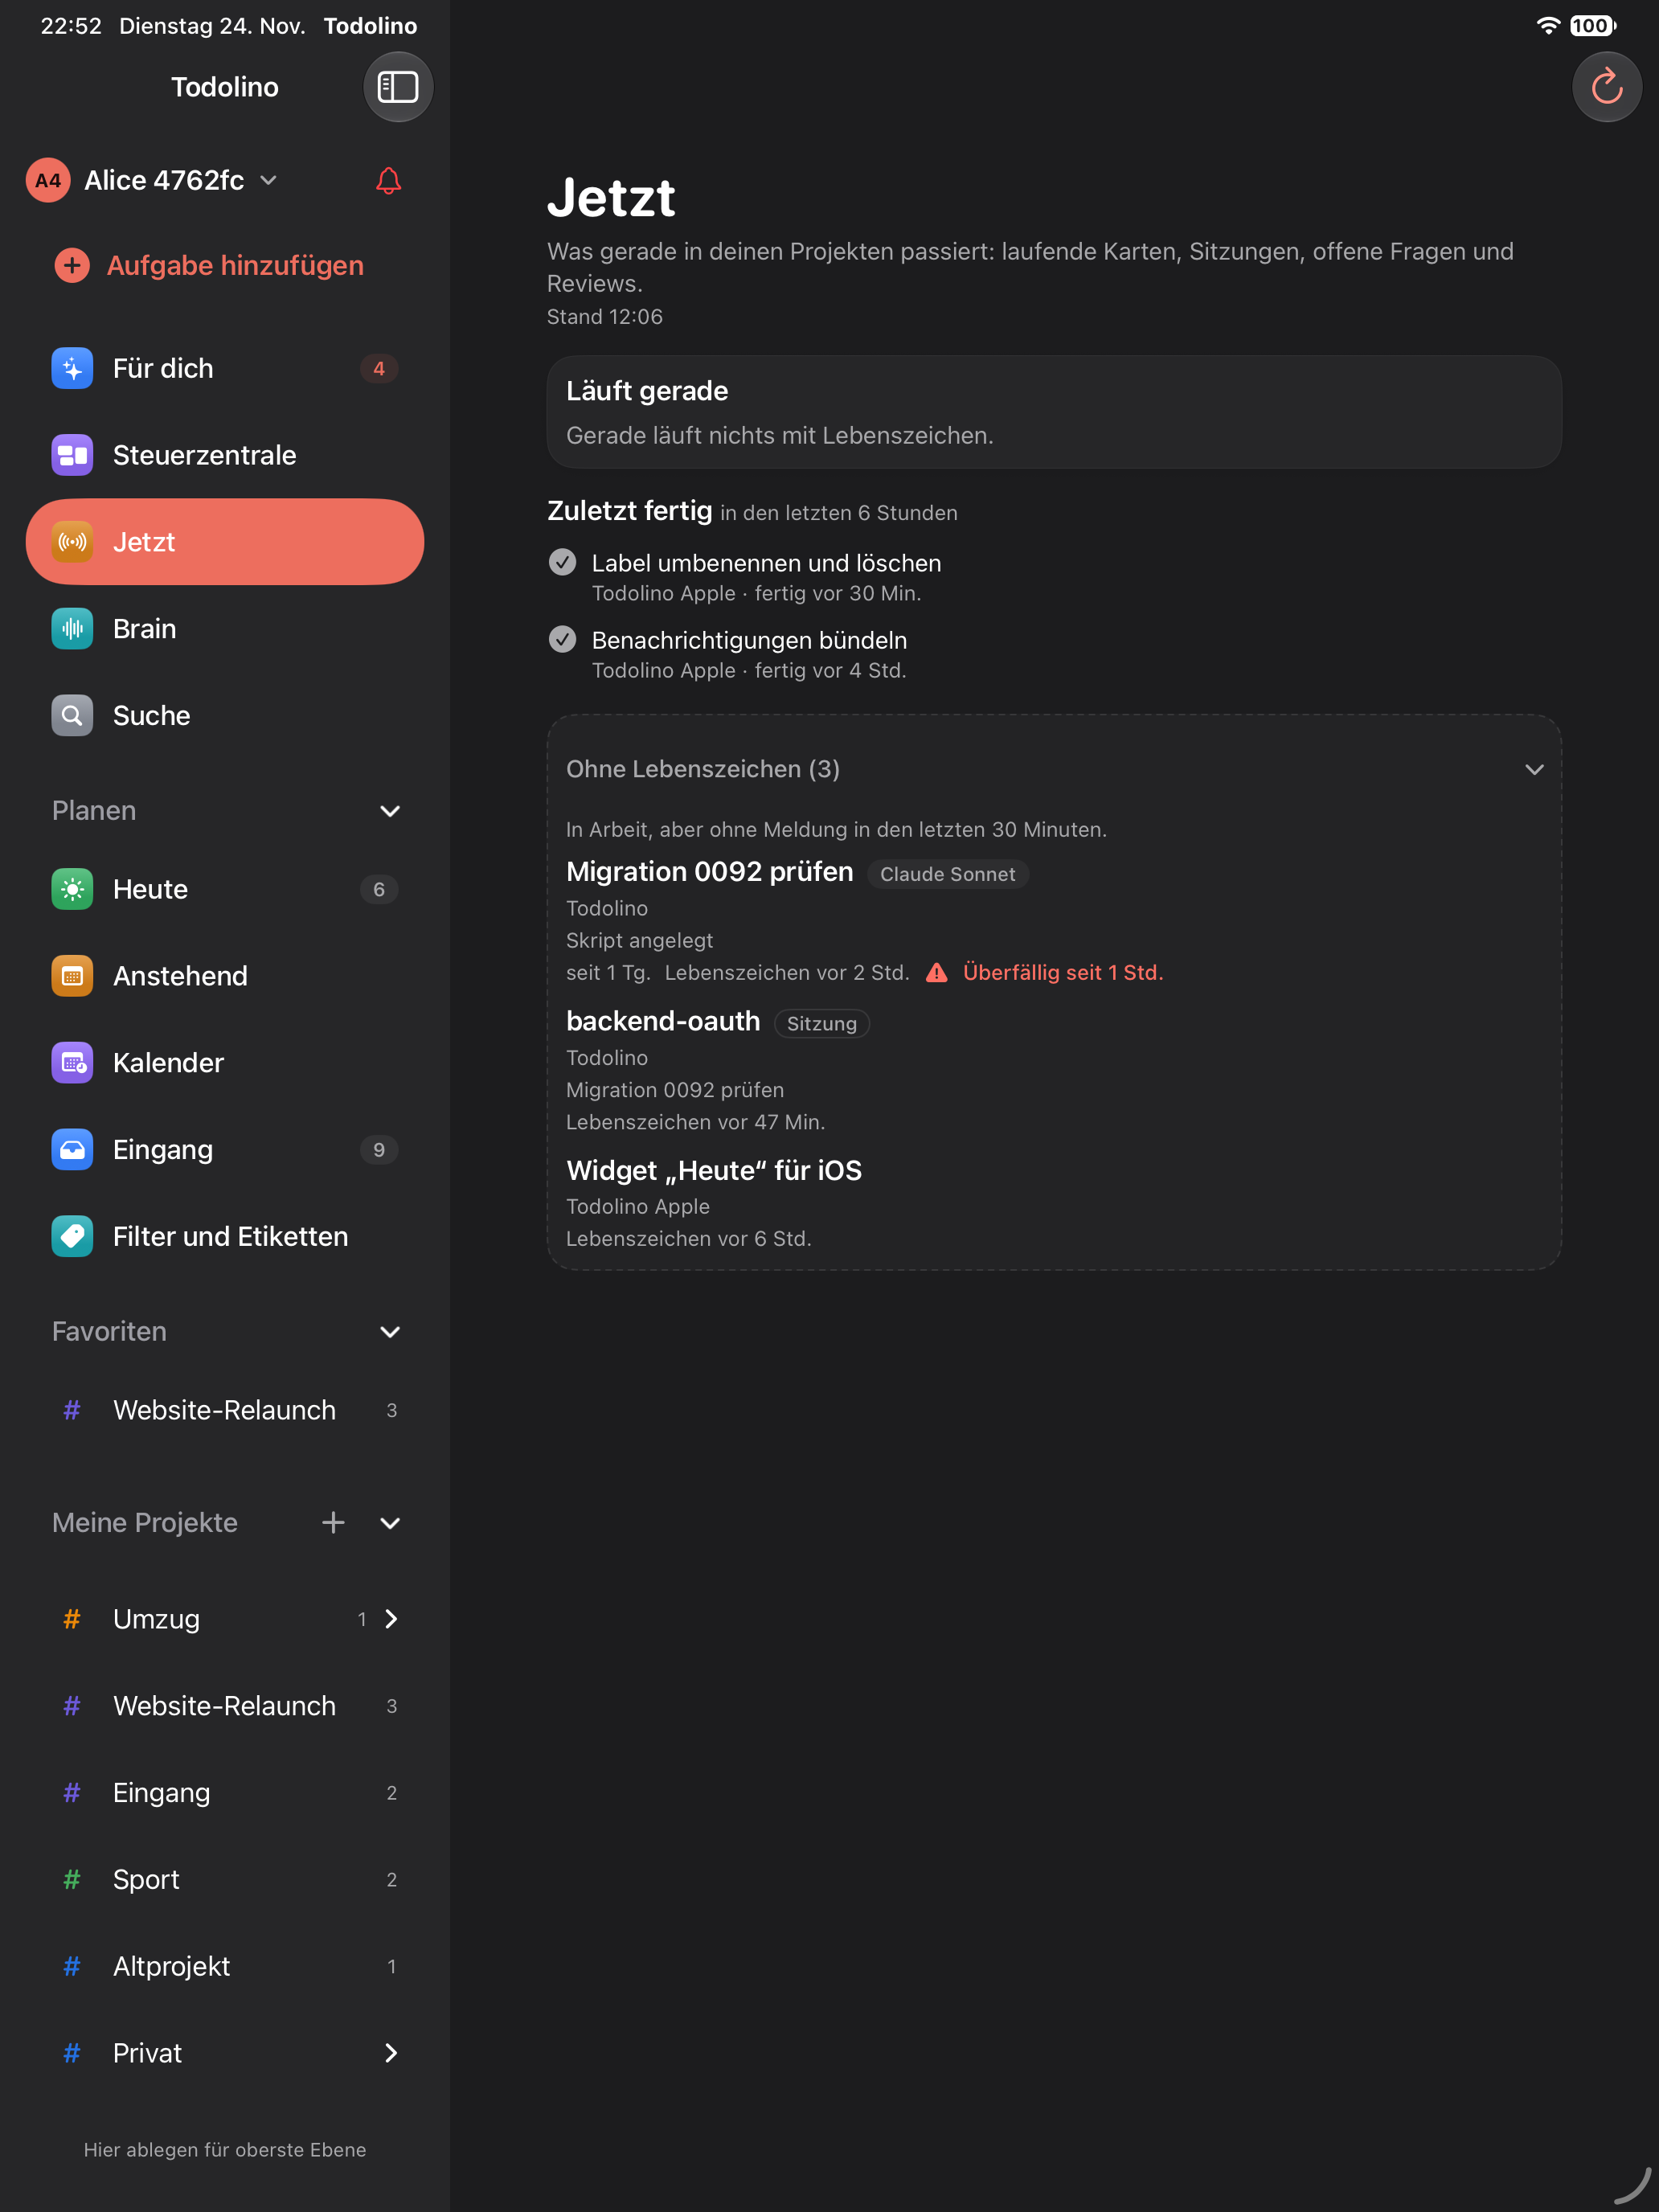 22:52 Dienstag 24. Nov. Todolino
100
Todolino
A4 Alice 4762fc
Aufgabe hinzufügen
Für dich 4
Steuerzentrale
Jetzt
Brain
Suche
Planen
Heute 6
Anstehend
Kalender
Eingang 9
Filter und Etiketten
Favoriten
# Website-Relaunch 3
Meine Projekte
# Umzug 1
# Website-Relaunch 3
# Eingang 2
# Sport 2
# Altprojekt 1
# Privat
Hier ablegen für oberste Ebene
Jetzt
Was gerade in deinen Projekten passiert: laufende Karten, Sitzungen, offene Fragen und
Reviews.
Stand 12:06
Läuft gerade
Gerade läuft nichts mit Lebenszeichen.
Zuletzt fertig in den letzten 6 Stunden
Label umbenennen und löschen
Todolino Apple · fertig vor 30 Min.
Benachrichtigungen bündeln
Todolino Apple · fertig vor 4 Std.
Ohne Lebenszeichen (3)
In Arbeit, aber ohne Meldung in den letzten 30 Minuten.
Migration 0092 prüfen Claude Sonnet
Todolino
Skript angelegt
seit 1 Tg. Lebenszeichen vor 2 Std. Überfällig seit 1 Std.
backend-oauth Sitzung
Todolino
Migration 0092 prüfen
Lebenszeichen vor 47 Min.
Widget „Heute“ für iOS
Todolino Apple
Lebenszeichen vor 6 Std.